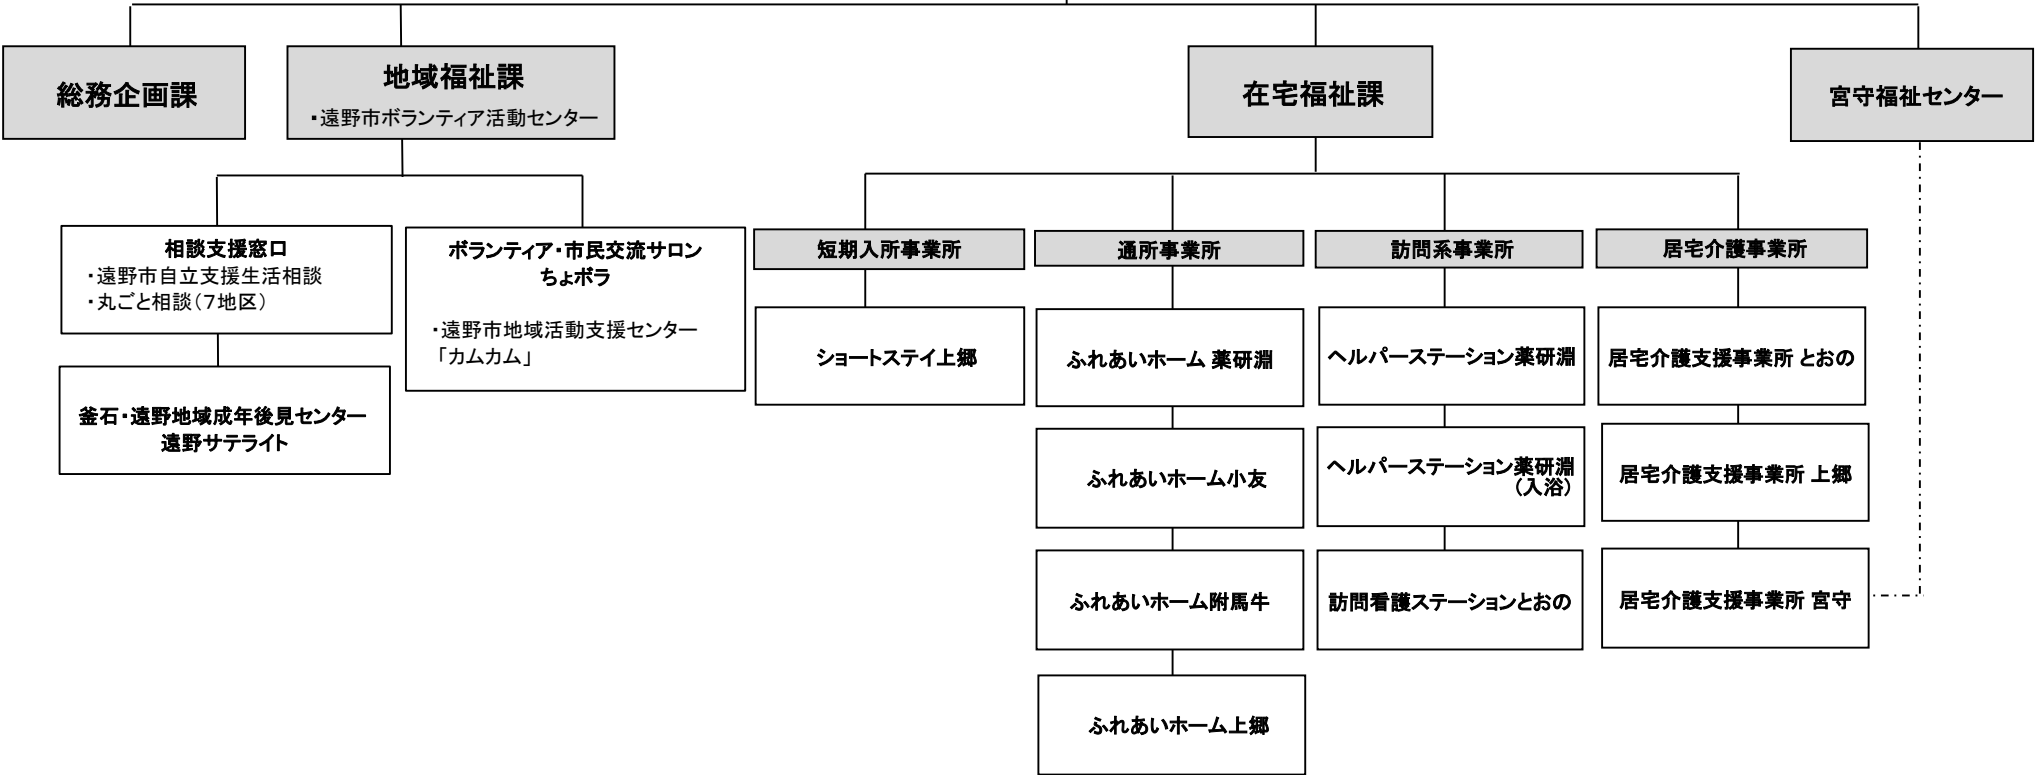 総務企画課
地域福祉課
・遠野市ボランティア活動センター
在宅福祉課
宮守福祉センター
相談支援窓口
・遠野市自立支援生活相談
・丸ごと相談（７地区）
釜石・遠野地域成年後見センター
遠野サテライト
ボランティア・市民交流サロン
ちょボラ
・遠野市地域活動支援センター
「カムカム」
短期入所事業所
ショートステイ上郷
通所事業所
ふれあいホーム 薬研淵
ふれあいホーム小友
ふれあいホーム附馬牛
ふれあいホーム上郷
訪問系事業所
ヘルパーステーション薬研淵
ヘルパーステーション薬研淵
（入浴）
訪問看護ステーションとおの
居宅介護事業所
居宅介護支援事業所 とおの
居宅介護支援事業所 上郷
居宅介護支援事業所 宮守